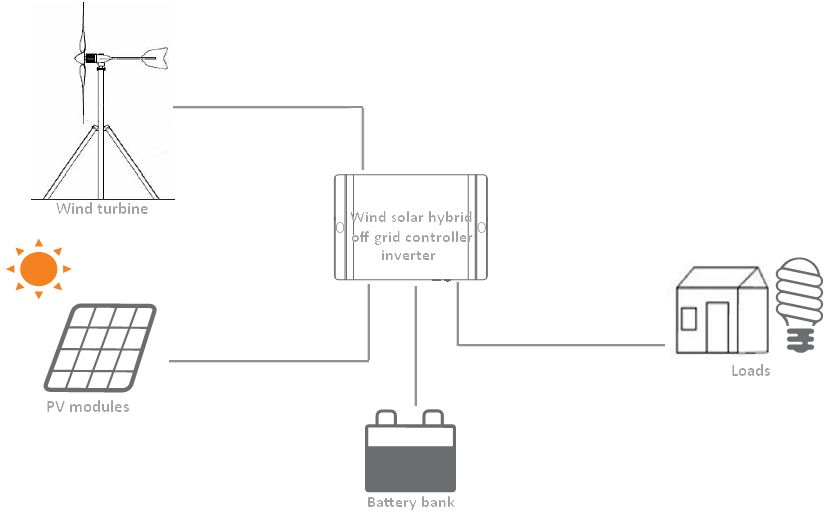 Wind turbine
Wind solar hybrid
off grid controller
inverter
PV modules
Loads
Battery bank